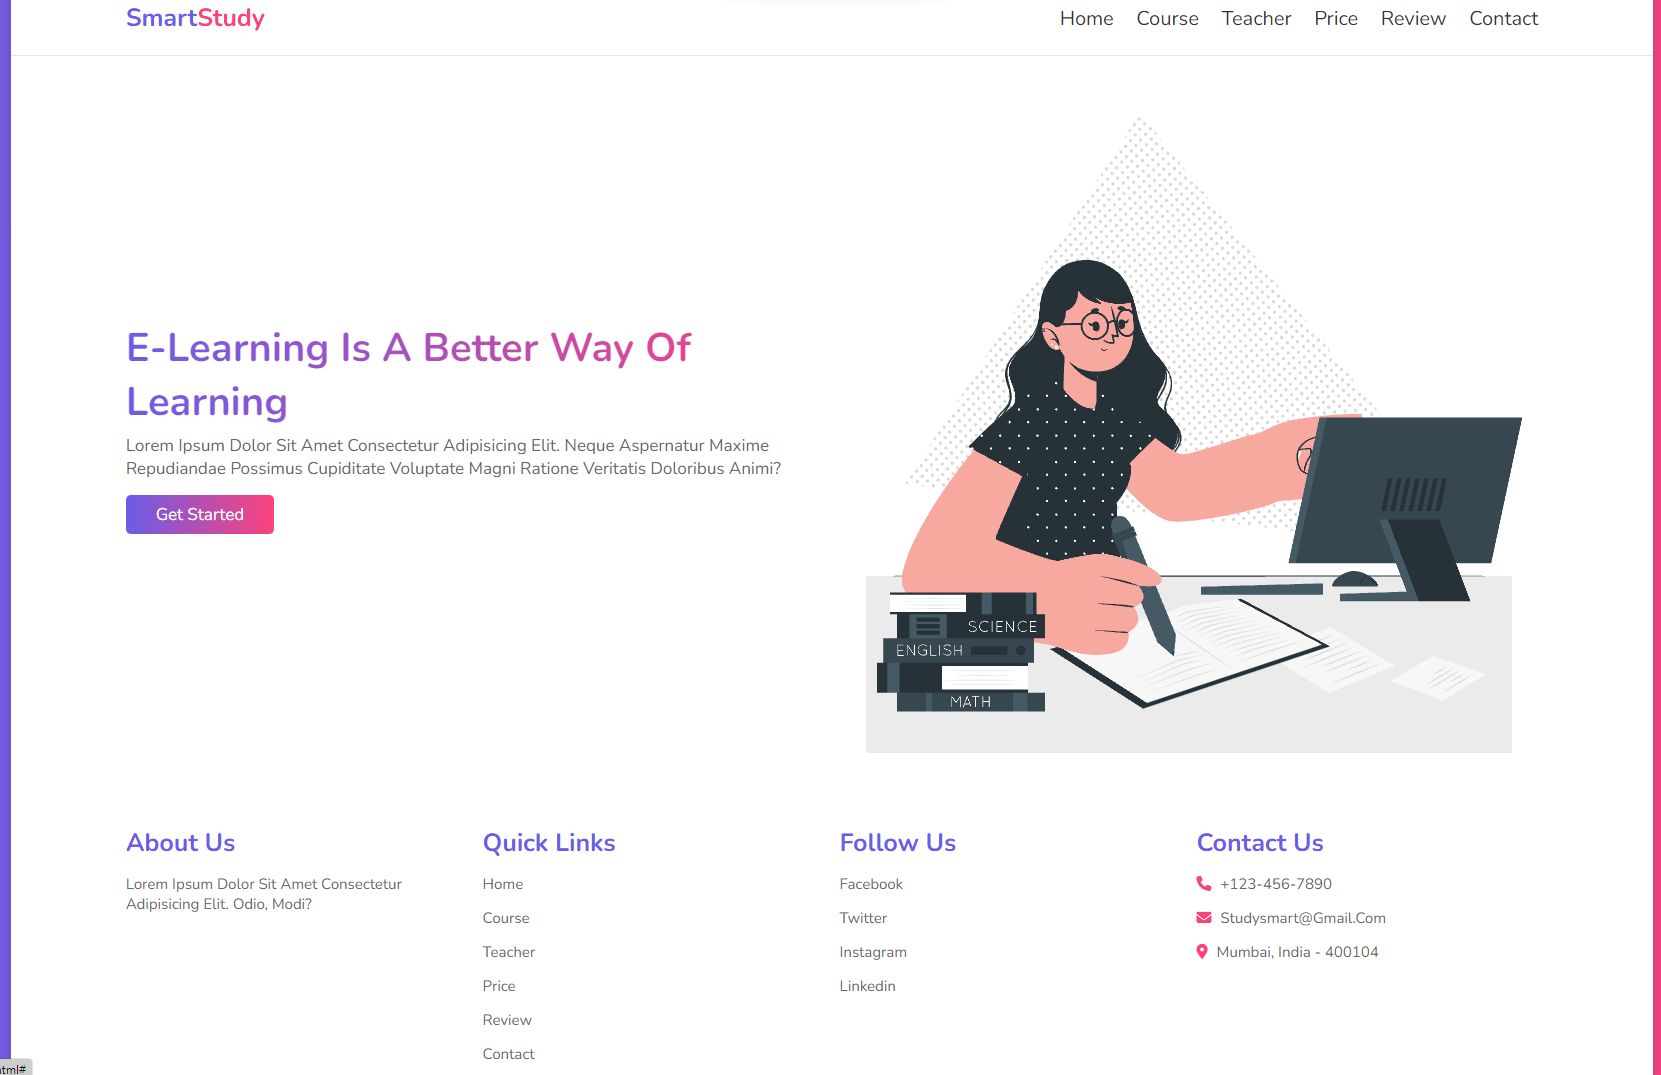 SmartStudy
Home Course Teacher Price Review Contact
E-Learning Is A Better Way Of
Learning
Lorem Ipsum Dolor Sit Amet Consectetur Adipisicing Elit. Neque Aspernatur Maxime
Repudiandae Possimus Cupiditate Voluptate Magni Ratione Veritatis Doloribus Animi?
Get Started
SCIENCE
ENGLISH
MATH
About Us
Lorem Ipsum Dolor Sit Amet Consectetur
Adipisicing Elit. Odio, Modi?
Quick Links
Home
Course
Teacher
Price
Review
Contact
Follow Us
Facebook
Twitter
Instagram
Linkedin
Contact Us
+123-456-7890
Studysmart@Gmail.Com
Mumbai, India - 400104